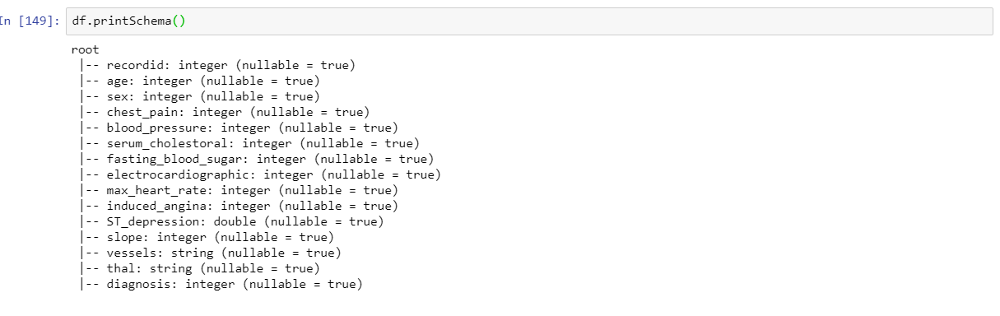 In [149]: df.printSchema()
root
|-- recordid: integer (nullable = true)
|-- age: integer (nullable = true)
|-- sex: integer (nullable = true)
|-- chest_pain: integer (nullable = true)
|-- blood_pressure: integer (nullable = true)
|-- serum_cholestoral: integer (nullable = true)
|-- fasting_blood_sugar: integer (nullable = true)
|-- electrocardiographic: integer (nullable = true)
|-- max_heart_rate: integer (nullable = true)
|-- induced_angina: integer (nullable = true)
|-- ST_depression: double (nullable = true)
|-- slope: integer (nullable = true)
|-- vessels: string (nullable = true)
|-- thal: string (nullable = true)
|-- diagnosis: integer (nullable = true)